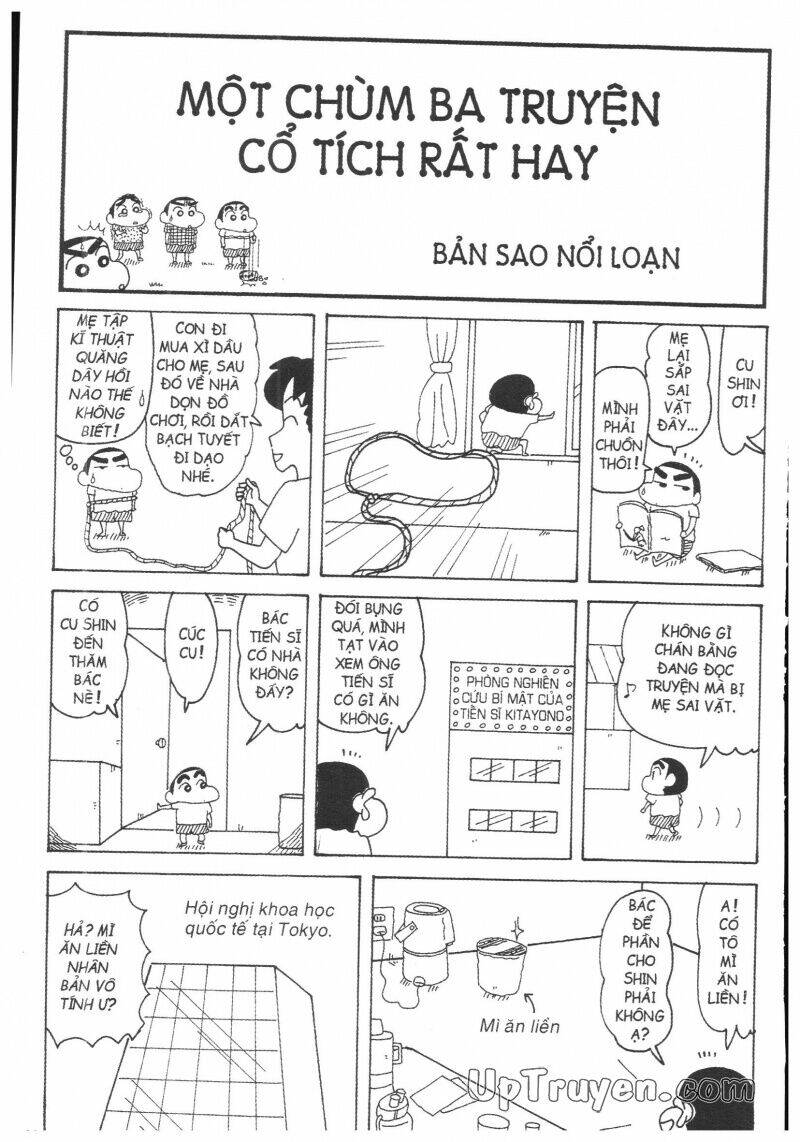 MỘT CHÙM BA TRUYỆN
CỔ TÍCH RẤT HAY
BẢN SAO NỔI LOẠN
CU
SHIN
ƠI!
MẸ
LẠI
SẮP
SAI
VẶT
ĐÂY...
MÌNH
PHẢI
CHUỒN
THÔI!
CON ĐI
MUA XÌ DẦU
CHO MẸ, SAU
ĐÓ VỀ NHÀ
DỌN ĐỒ
CHƠI, RỒI DẮT
BẠCH TUYẾT
ĐI DẠO
NHÉ.
MẸ TẬP
KĨ THUẬT
QUĂNG
DÂY HỒI
NÀO THẾ
KHÔNG
BIẾT!
KHÔNG GÌ
CHÁN BẰNG
ĐANG ĐỌC
TRUYỆN MÀ BỊ
MẸ SAI VẶT.
PHÒNG NGHIÊN
CỨU BÍ MẬT CỦA
TIẾN SĨ KITAYONO
ĐÓI BỤNG
QUÁ, MÌNH
TẠT VÀO
XEM ÔNG
TIẾN SĨ
CÓ GÌ ĂN
KHÔNG.
BÁC
TIẾN SĨ
CÓ NHÀ
KHÔNG
ĐẤY?
CÚC
CU!
CÓ
CU SHIN
ĐẾN
THĂM
BÁC
NÈ!
A!
CÓ
TÔ
MÌ
ĂN
LIỀN!
BÁC
ĐỂ
PHẦN
CHO
SHIN
PHẢI
KHÔNG
Ạ?
Mì ăn liền
Hội nghị khoa học
quốc tế tại Tokyo.
HẢ? MÌ
ĂN LIỀN
NHÂN
BẢN VÔ
TÍNH Ư?
UpTruyen.com